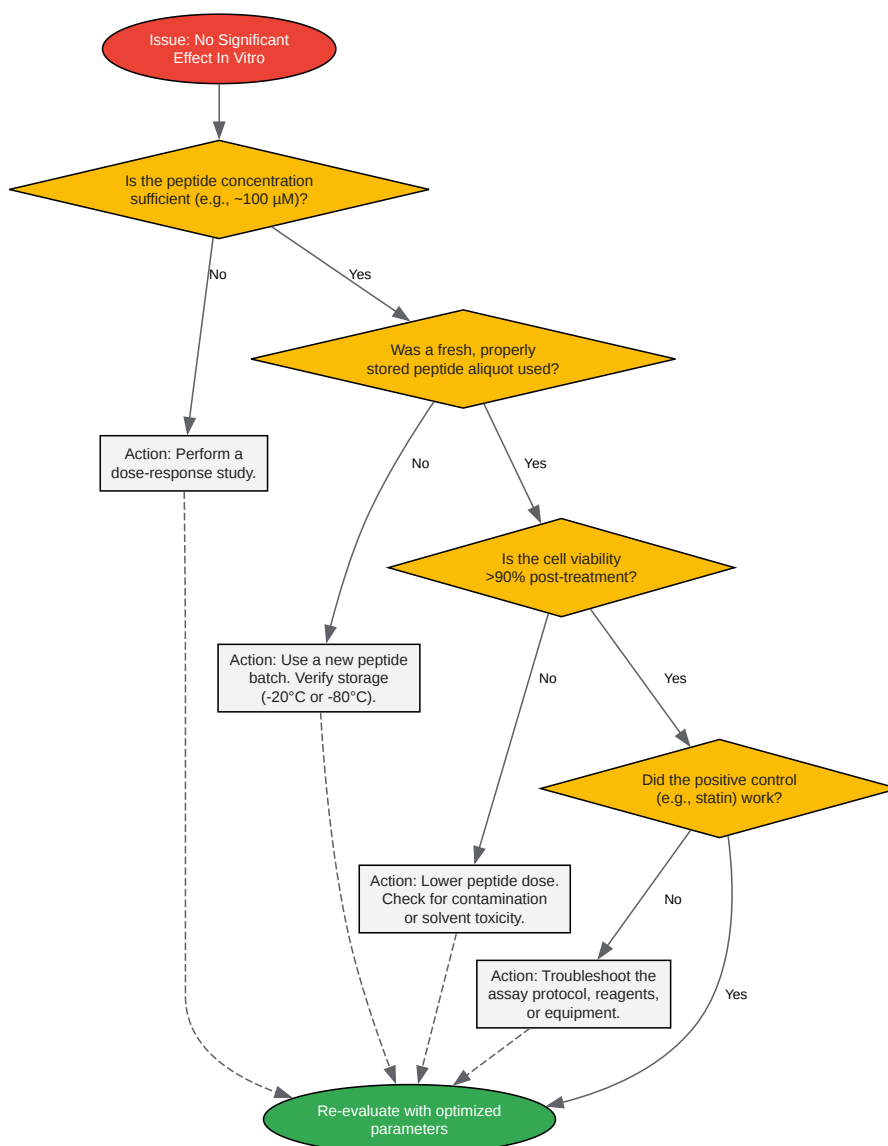 Issue: No Significant
Effect In Vitro
Is the peptide concentration
sufficient (e.g., ~100 µM)?
No
Yes
Was a fresh, properly
stored peptide aliquot used?
Action: Perform a
dose-response study.
No
Yes
Is the cell viability
>90% post-treatment?
Action: Use a new peptide
batch. Verify storage
(-20°C or -80°C).
No
Yes
Did the positive control
(e.g., statin) work?
Action: Lower peptide dose.
Check for contamination
or solvent toxicity.
No
Yes
Action: Troubleshoot the
assay protocol, reagents,
or equipment.
Re-evaluate with optimized
parameters